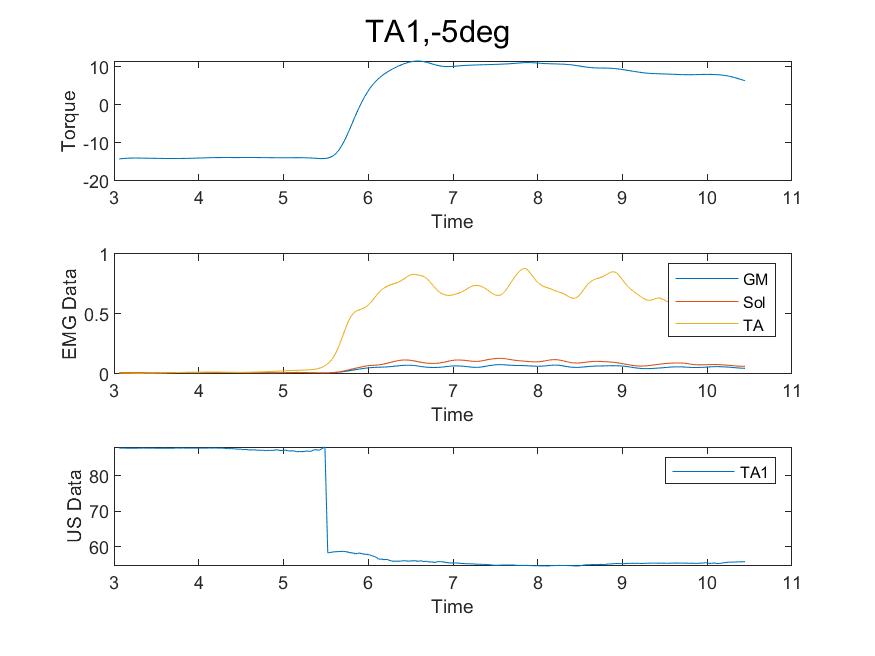 TA1,-5deg
10
0
-10
-20
Torque
3 4 5 6 7 8 9 10 11
Time
1
0.5
0
EMG Data
GM
Sol
TA
3 4 5 6 7 8 9 10 11
Time
80
70
60
US Data
TA1
3 4 5 6 7 8 9 10 11
Time